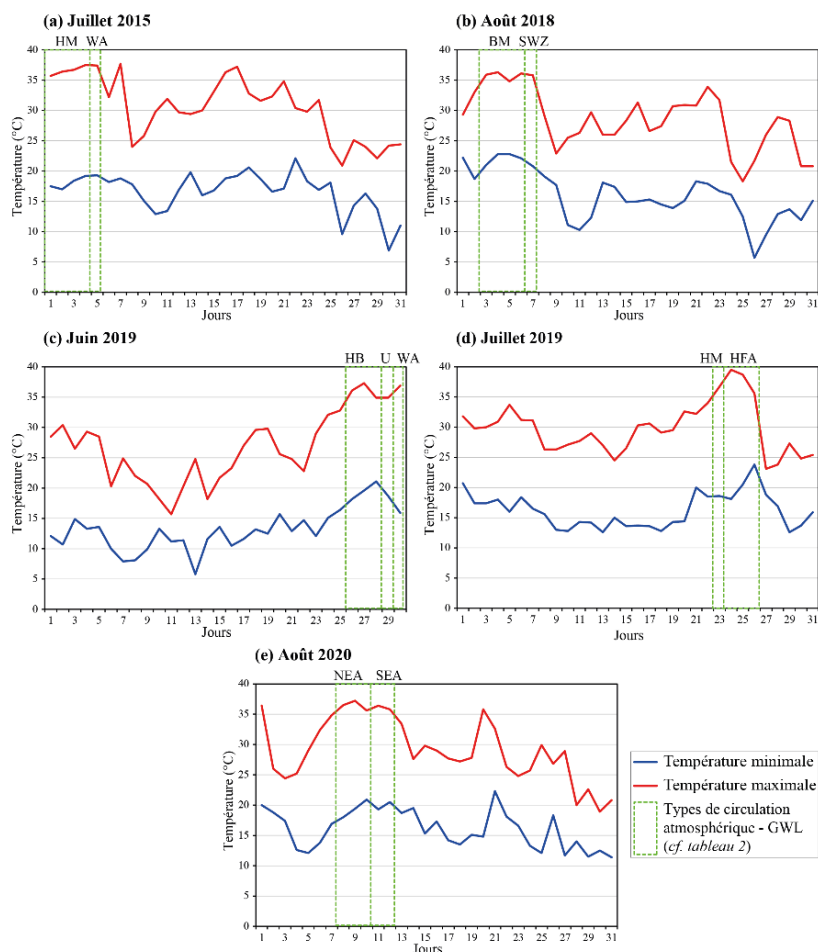 (a) Juillet 2015
HM WA
40
35
30
25
20
15
10
5
0
Température (°C)
1 3 5 7 9 11 13 15 17 19 21 23 25 27 29 31
Jours
(b) Août 2018
BM SWZ
40
35
30
25
20
15
10
5
0
Température (°C)
1 3 5 7 9 11 13 15 17 19 21 23 25 27 29 31
Jours
(c) Juin 2019
HB U WA
40
35
30
25
20
15
10
5
0
Température (°C)
1 3 5 7 9 11 13 15 17 19 21 23 25 27 29
Jours
(d) Juillet 2019
HM HFA
40
35
30
25
20
15
10
5
0
Température (°C)
1 3 5 7 9 11 13 15 17 19 21 23 25 27 29 31
Jours
(e) Août 2020
NEA SEA
40
35
30
25
20
15
10
5
0
Température (°C)
1 3 5 7 9 11 13 15 17 19 21 23 25 27 29 31
Jours
Température minimale
Température maximale
Types de circulation
atmosphérique - GWL
(cf. tableau 2)